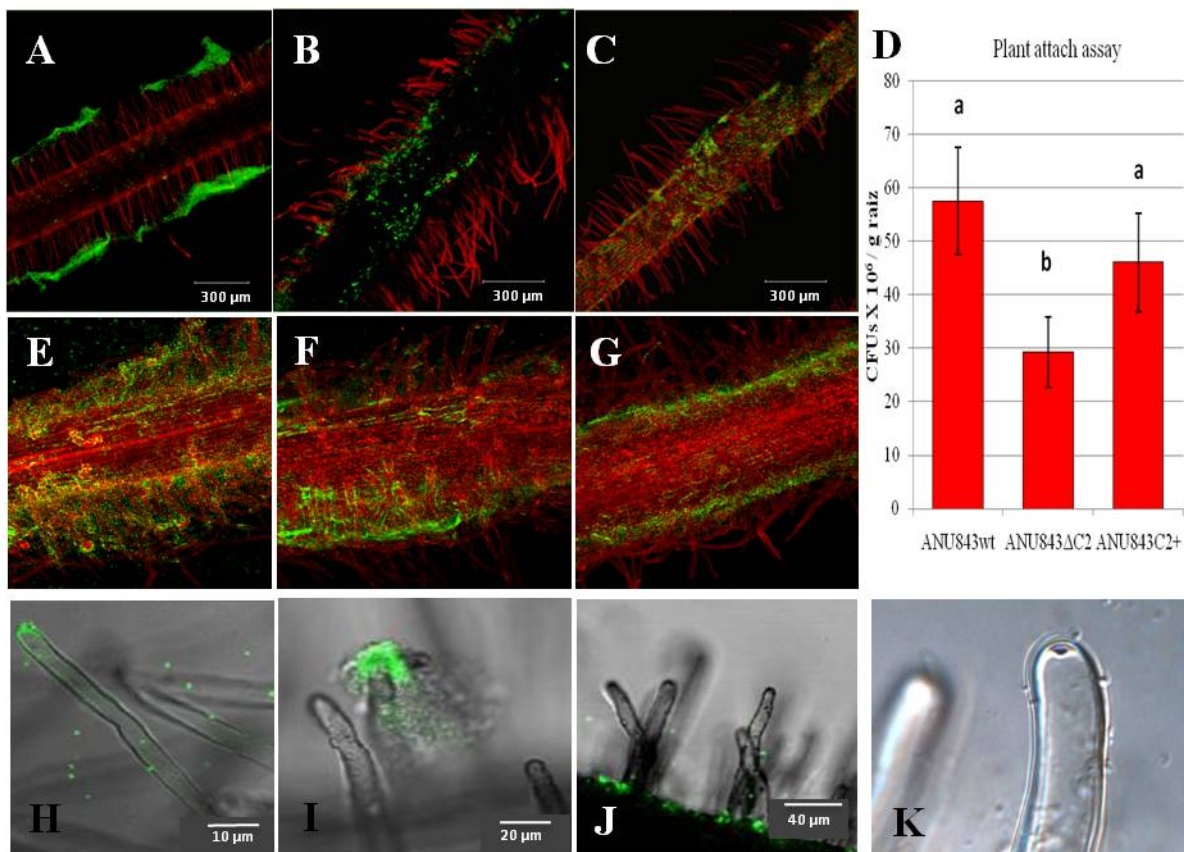 A
B
C
D
Plant attach assay
80
70
60
50
40
30
20
10
0
CFUs X 10⁶ / g raiz
a
b
a
ANU843wt ANU843ΔC2 ANU843C2+
300 µm
300 µm
300 µm
E
F
G
H
10 µm
I
20 µm
J
40 µm
K